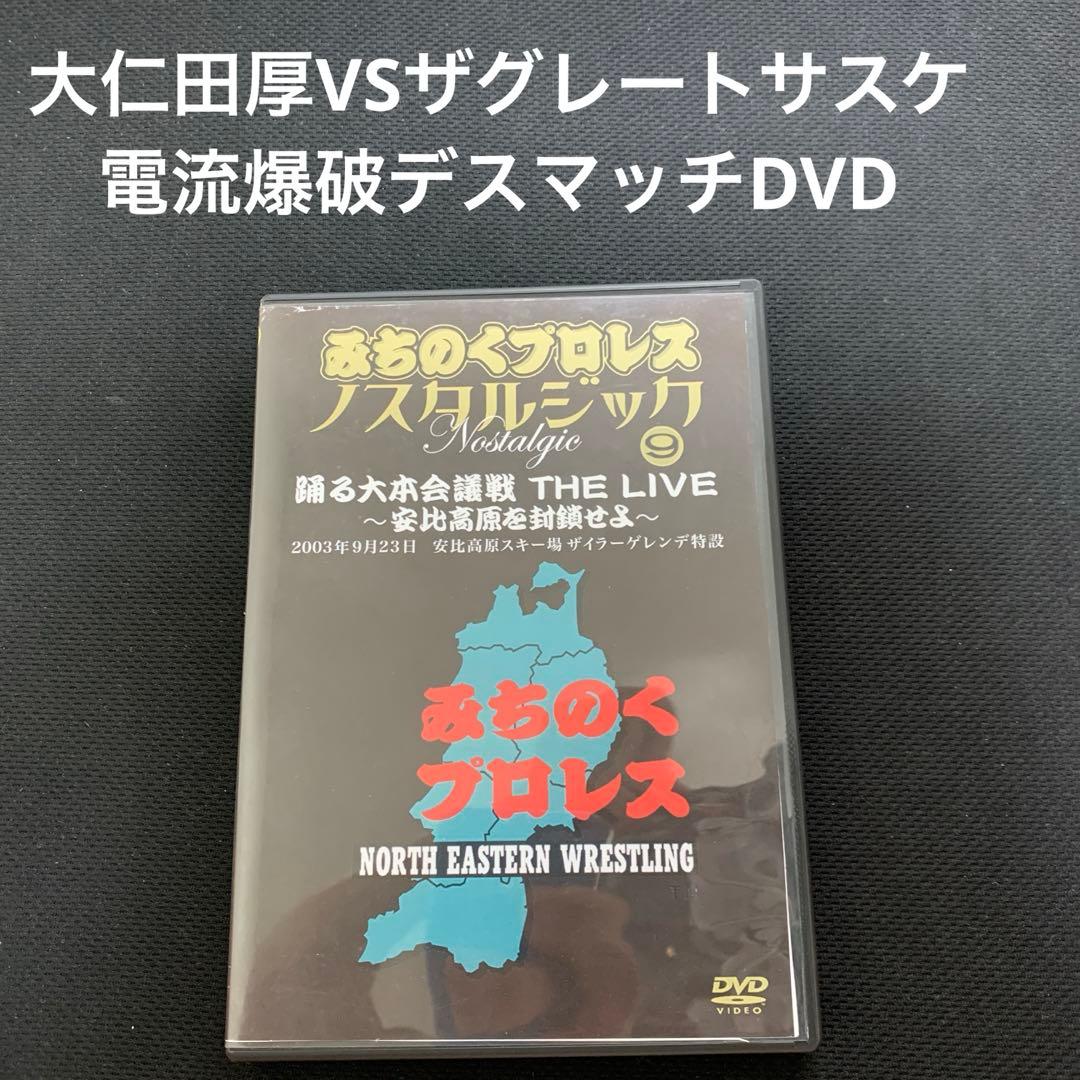 大仁田厚VSザグレートサスケ
電流爆破デスマッチDVD
みちのくプロレス
ノスタルジック
Nostalgic
9
踊る大本会議戦 THE LIVE
～安比高原を封鎖せよ～
2003年9月23日 安比高原スキー場 ザイラーゲレンデ特設
みちのく
プロレス
NORTH EASTERN WRESTLING
DVD
VIDEO